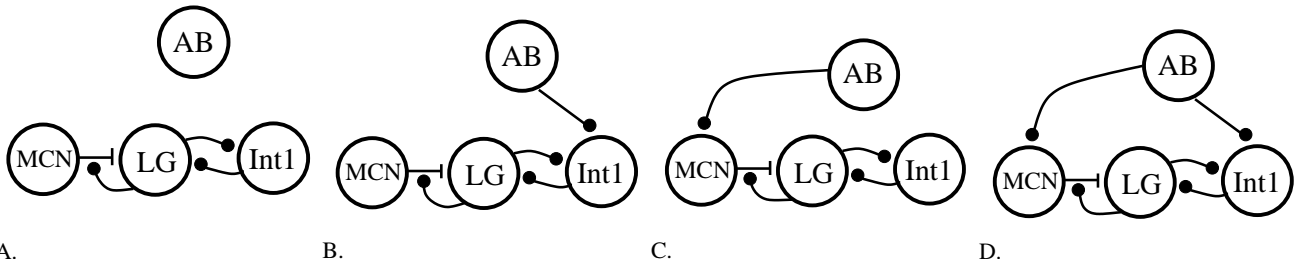 AB
MCN LG Int1
A.
AB
MCN LG Int1
B.
AB
MCN LG Int1
C.
AB
MCN LG Int1
D.